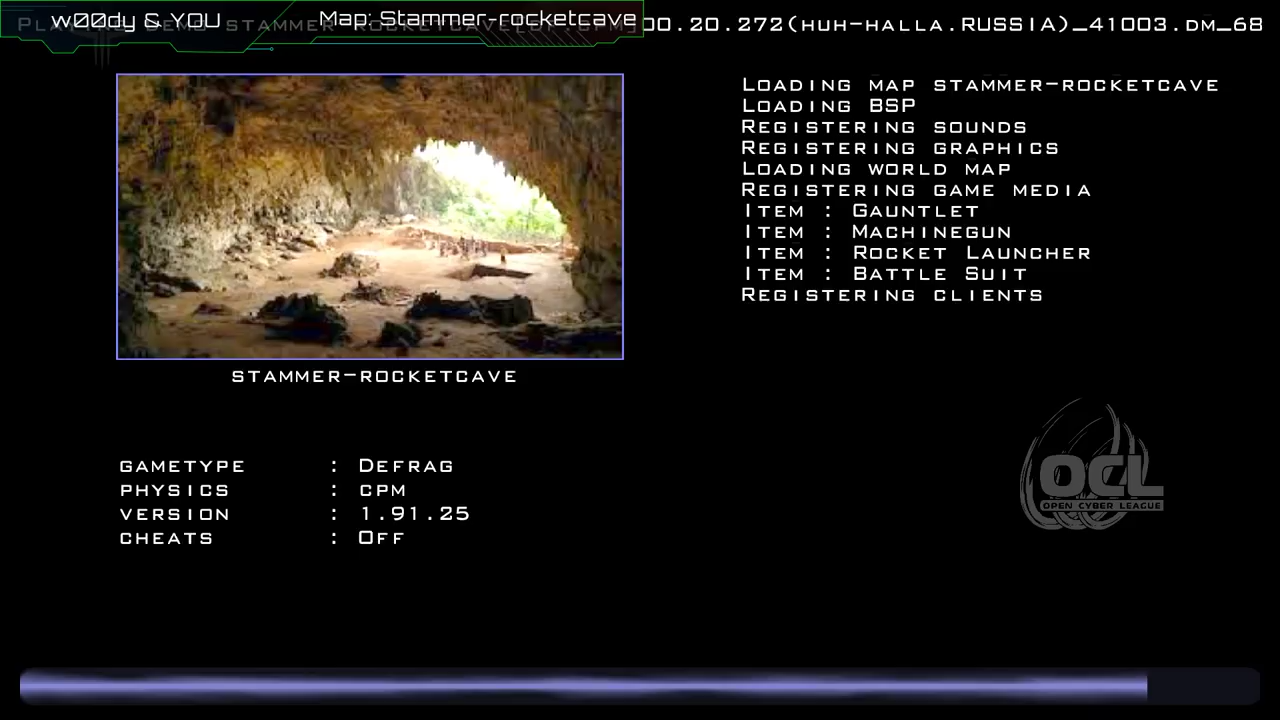 w00dy & YOU
Map: Stammer-rocketcave
00.20.272(HUH-HALLA.RUSSIA)_41003.DM_68
LOADING MAP STAMMER-ROCKETCAVE
LOADING BSP
REGISTERING SOUNDS
REGISTERING GRAPHICS
LOADING WORLD MAP
REGISTERING GAME MEDIA
ITEM : GAUNTLET
ITEM : MACHINEGUN
ITEM : ROCKET LAUNCHER
ITEM : BATTLE SUIT
REGISTERING CLIENTS
STAMMER-ROCKETCAVE
GAMETYPE : DEFRAG
PHYSICS : CPM
VERSION : 1.91.25
CHEATS : OFF
OCL
OPEN CYBER LEAGUE